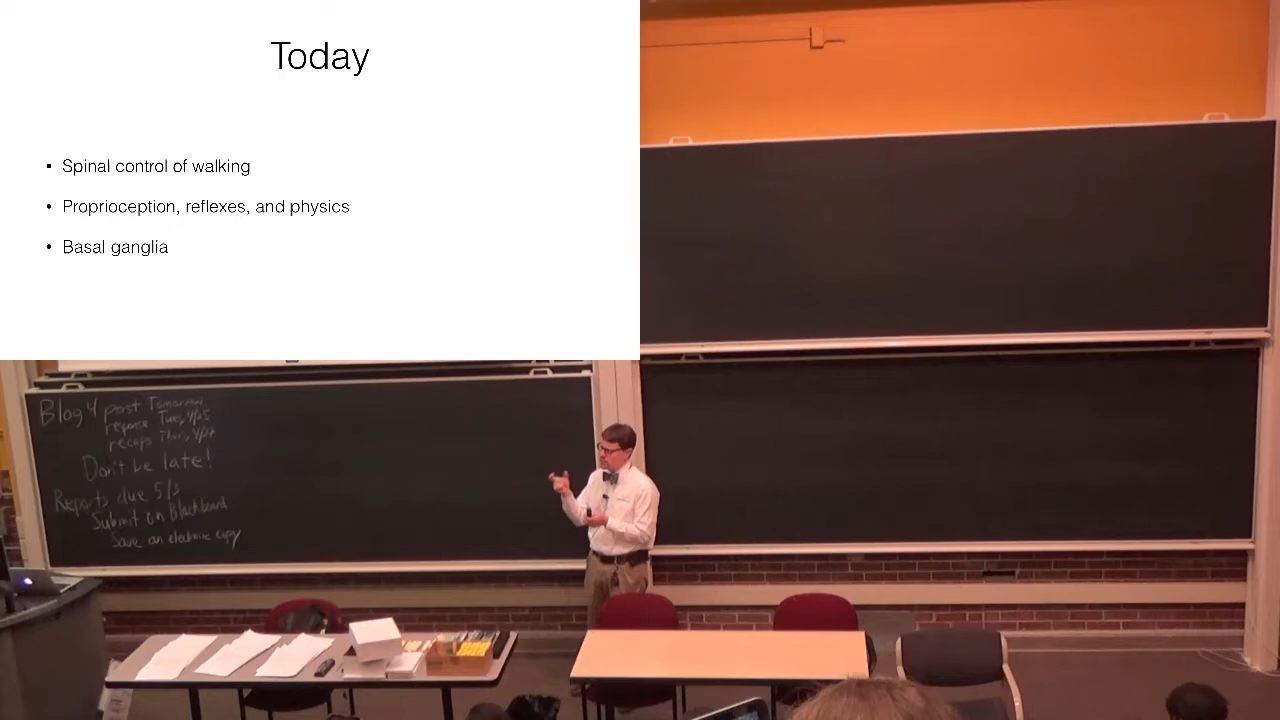 Today
▪ Spinal control of walking
• Proprioception, reflexes, and physics
• Basal ganglia
Blog 4 post Tomorrow
response Tues, 4/25
recaps Thurs, 4/27
Don't be late!
Reports due 5/3
Submit on Blackboard
Save an electronic copy